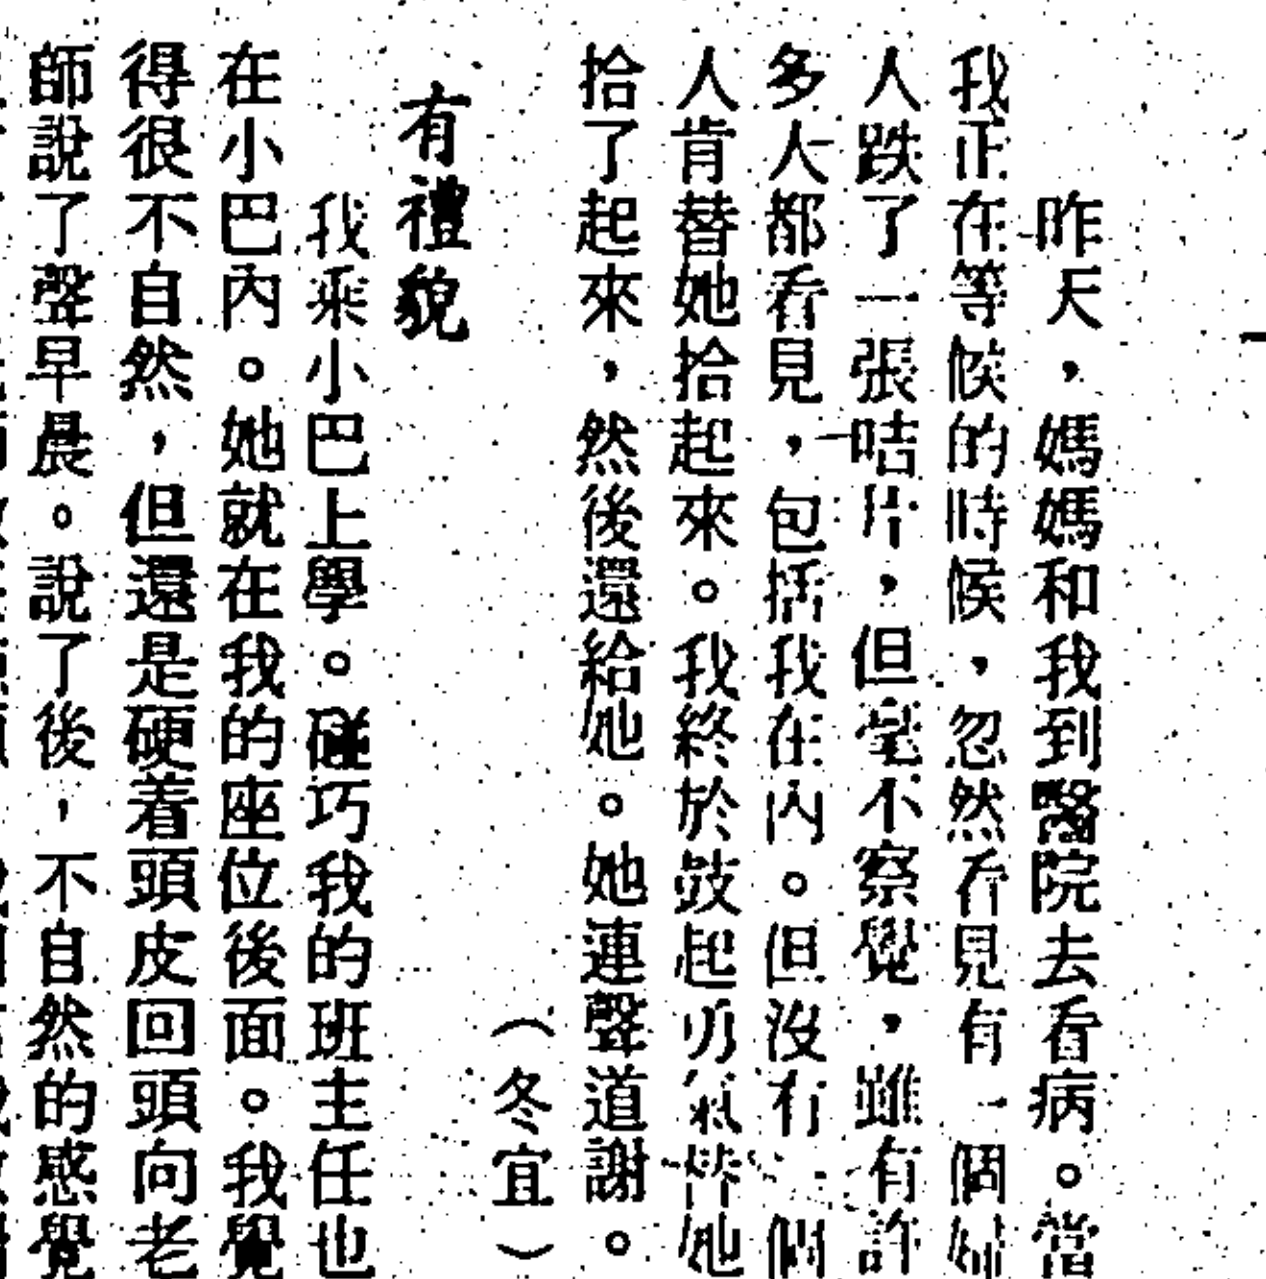 昨天，媽媽和我到醫院去看病。當
我正在等候的時候，忽然看見有一個婦
人跌了一張咭片，但毫不察覺，雖有許
多人都看見，包括我在內。但沒有一個
人肯替她拾起來。我終於鼓起勇氣替她
拾了起來，然後還給她。她連聲道謝。
（冬宜）
有禮貌
我乘小巴上學。碰巧我的班主任也
在小巴內。她就在我的座位後面。我覺
得很不自然，但還是硬着頭皮回頭向老
師說了聲早晨。說了後，不自然的感覺